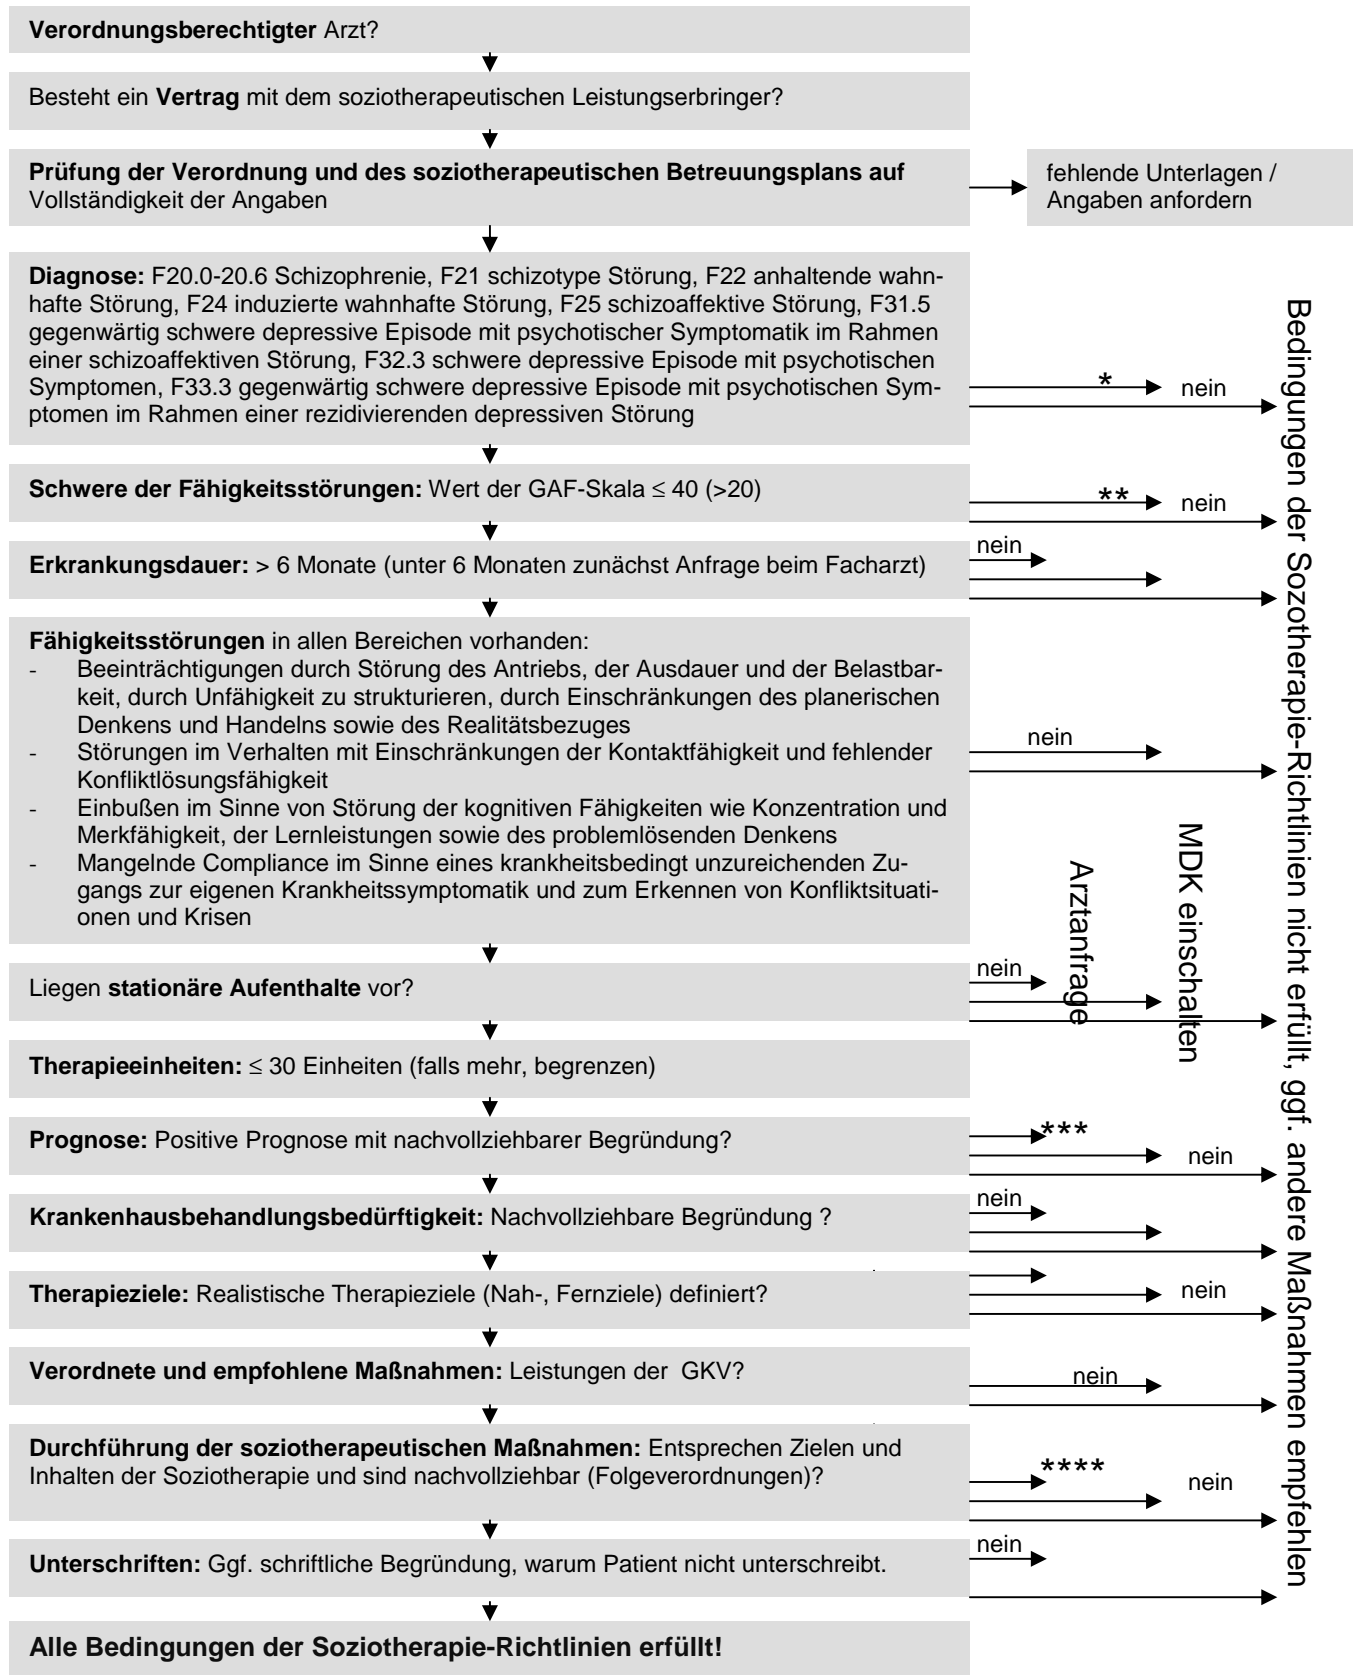 Verordnungsberechtigter Arzt?
Besteht ein Vertrag mit dem soziotherapeutischen Leistungserbringer?
Prüfung der Verordnung und des soziotherapeutischen Betreuungsplans auf
Vollständigkeit der Angaben
fehlende Unterlagen /
Angaben anfordern
Diagnose: F20.0-20.6 Schizophrenie, F21 schizotype Störung, F22 anhaltende wahn-
hafte Störung, F24 induzierte wahnhafte Störung, F25 schizoaffektive Störung, F31.5
gegenwärtig schwere depressive Episode mit psychotischer Symptomatik im Rahmen
einer schizoaffektiven Störung, F32.3 schwere depressive Episode mit psychotischen
Symptomen, F33.3 gegenwärtig schwere depressive Episode mit psychotischen Sym-
ptomen im Rahmen einer rezidivierenden depressiven Störung
* nein
Schwere der Fähigkeitsstörungen: Wert der GAF-Skala ≤ 40 (>20)
** nein
Erkrankungsdauer: > 6 Monate (unter 6 Monaten zunächst Anfrage beim Facharzt)
nein
Fähigkeitsstörungen in allen Bereichen vorhanden:
- Beeinträchtigungen durch Störung des Antriebs, der Ausdauer und der Belastbar-
keit, durch Unfähigkeit zu strukturieren, durch Einschränkungen des planerischen
Denkens und Handelns sowie des Realitätsbezuges
- Störungen im Verhalten mit Einschränkungen der Kontaktfähigkeit und fehlender
Konfliktlösungsfähigkeit
- Einbußen im Sinne von Störung der kognitiven Fähigkeiten wie Konzentration und
Merkfähigkeit, der Lernleistungen sowie des problemlösenden Denkens
- Mangelnde Compliance im Sinne eines krankheitsbedingt unzureichenden Zu-
gangs zur eigenen Krankheitssymptomatik und zum Erkennen von Konfliktsituati-
onen und Krisen
nein
Liegen stationäre Aufenthalte vor?
nein
Therapieeinheiten: ≤ 30 Einheiten (falls mehr, begrenzen)
Prognose: Positive Prognose mit nachvollziehbarer Begründung?
*** nein
Krankenhausbehandlungsbedürftigkeit: Nachvollziehbare Begründung ?
nein
Therapieziele: Realistische Therapieziele (Nah-, Fernziele) definiert?
nein
Verordnete und empfohlene Maßnahmen: Leistungen der GKV?
nein
Durchführung der soziotherapeutischen Maßnahmen: Entsprechen Zielen und
Inhalten der Soziotherapie und sind nachvollziehbar (Folgeverordnungen)?
**** nein
Unterschriften: Ggf. schriftliche Begründung, warum Patient nicht unterschreibt.
nein
Alle Bedingungen der Soziotherapie-Richtlinien erfüllt!
Arztanfrage
MDK einschalten
Bedingungen der Sozotherapie-Richtlinien nicht erfüllt, ggf. andere Maßnahmen empfehlen